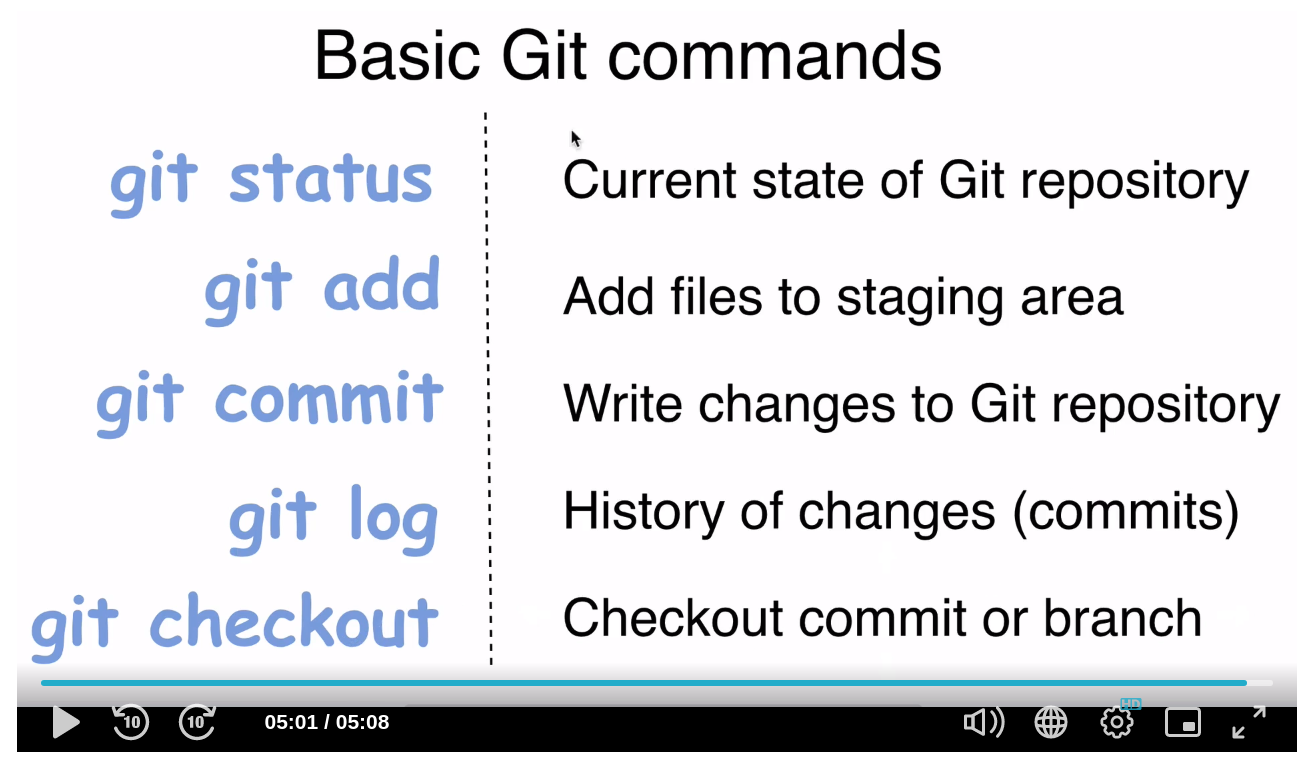 Basic Git commands
git status Current state of Git repository
git add Add files to staging area
git commit Write changes to Git repository
git log History of changes (commits)
git checkout Checkout commit or branch
HD
10 10 05:01 / 05:08